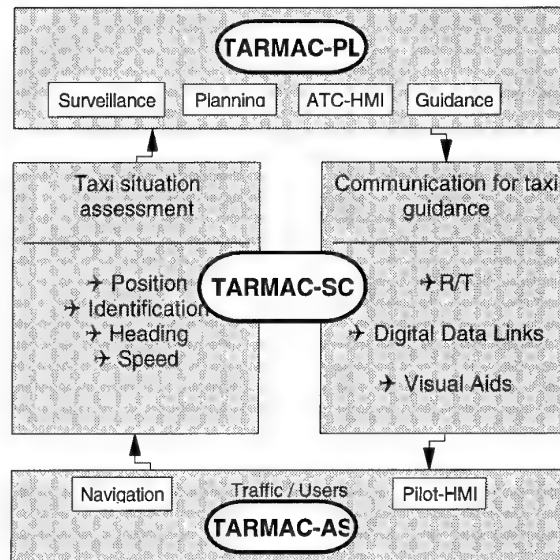 TARMAC-PL
Surveillance
Planning
ATC-HMI
Guidance
Taxi situation
assessment
✈ Position
✈ Identification
✈ Heading
✈ Speed
TARMAC-SC
Communication for taxi
guidance
✈R/T
✈ Digital Data Links
✈ Visual Aids
Navigation
Traffic / Users
Pilot-HMI
TARMAC-AS